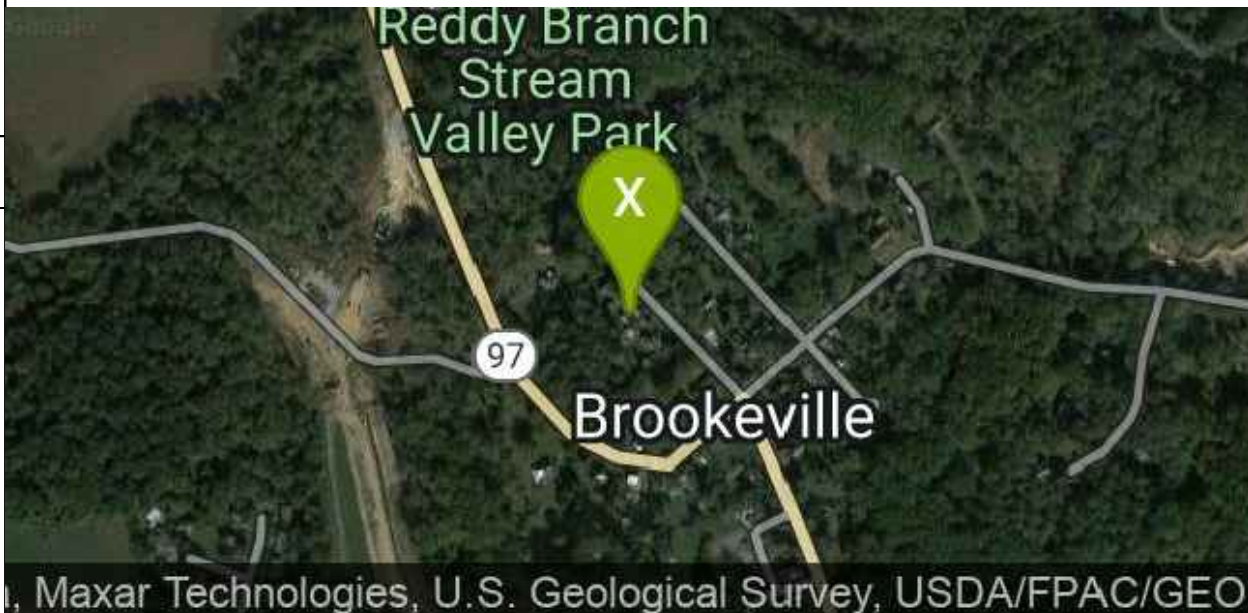 Reddy Branch
Stream
Valley Park
X
97
Brookeville
, Maxar Technologies, U.S. Geological Survey, USDA/FPAC/GEO